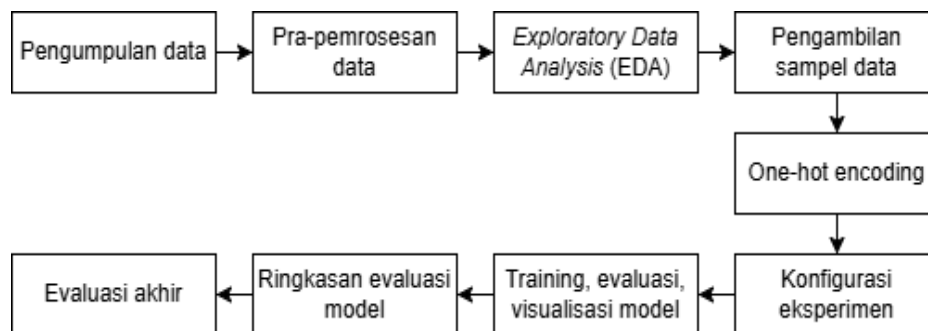 Pengumpulan data
Pra-pemrosesan
data
Exploratory Data
Analysis (EDA)
Pengambilan
sampel data
One-hot encoding
Konfigurasi
eksperimen
Training, evaluasi,
visualisasi model
Ringkasan evaluasi
model
Evaluasi akhir